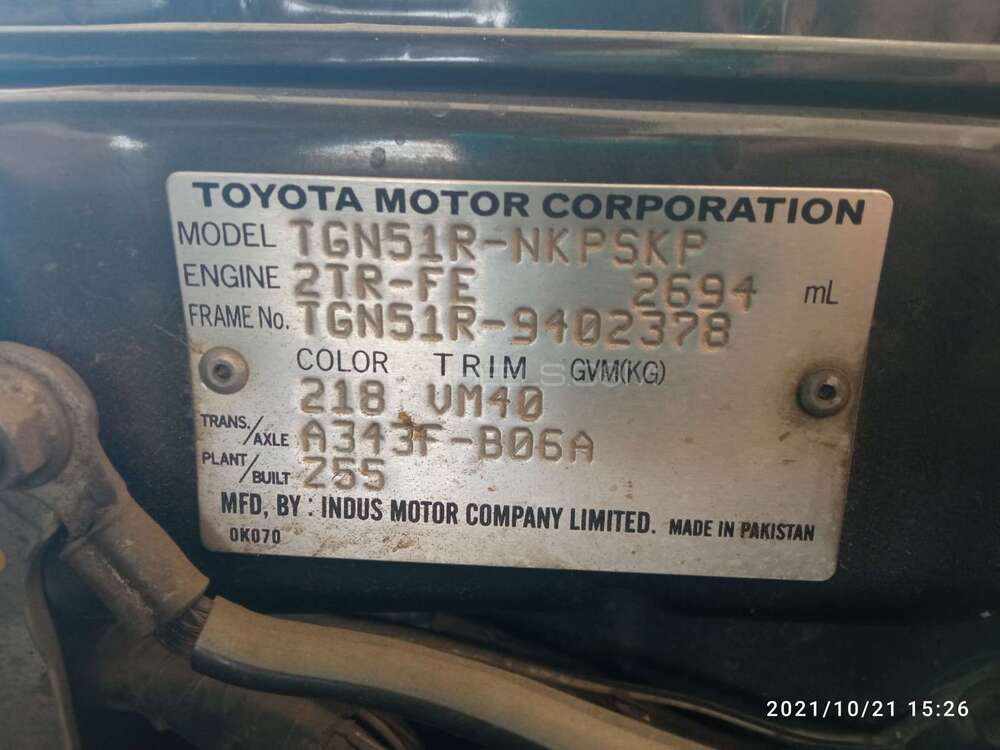 TOYOTA MOTOR CORPORATION
MODEL TGN51R-NKPSKP
ENGINE 2TR-FE 2694 mL
FRAME No. TGN51R-9402378
COLOR TRIM GVM(KG)
218 VM40
TRANS./AXLE A343F-B06A
PLANT/BUILT Z55
MFD, BY : INDUS MOTOR COMPANY LIMITED. MADE IN PAKISTAN
0K070
2021/10/21 15:26